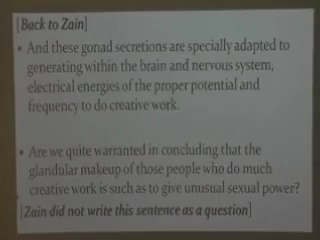 [Back to Zain]
• And these gonad secretions are specially adapted to
generating within the brain and nervous system,
electrical energies of the proper potential and
frequency to do creative work.
• Are we quite warranted in concluding that the
glandular makeup of those people who do much
creative work is such as to give unusual sexual power?
[Zain did not write this sentence as a question]